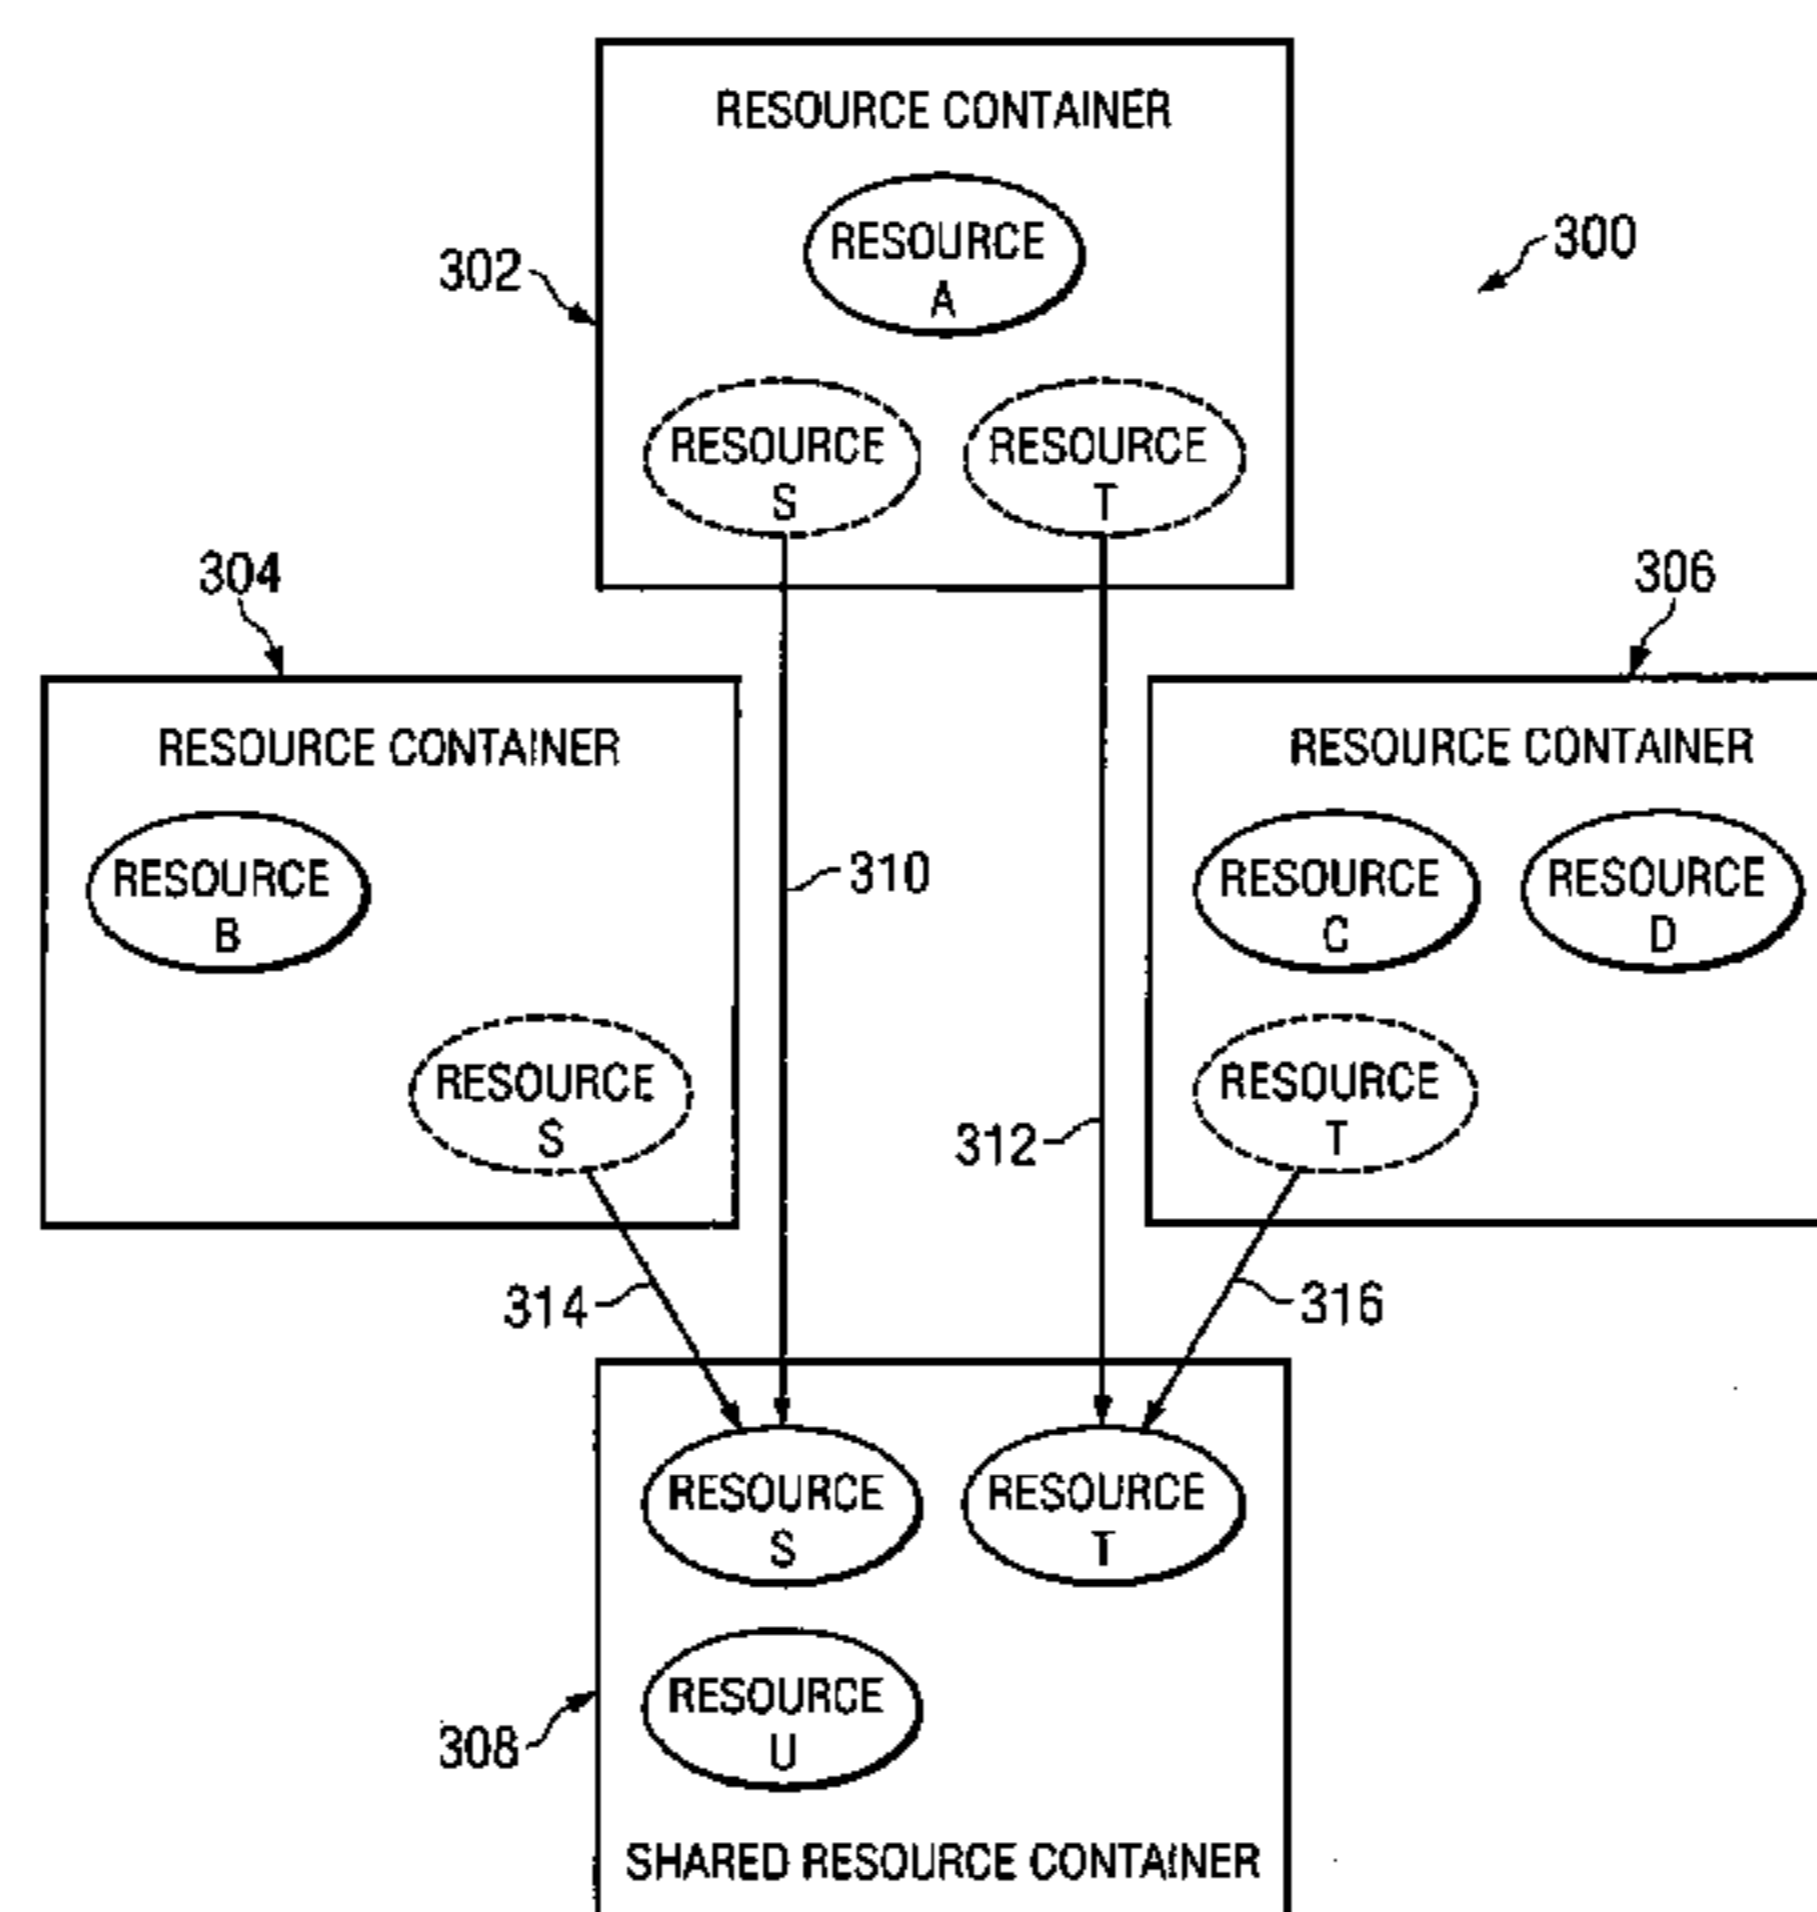 RESOURCE CONTAINER
RESOURCE
A
300
302
RESOURCE
S
RESOURCE
T
304
306
RESOURCE CONTAINER
RESOURCE
B
RESOURCE
S
310
312
RESOURCE CONTAINER
RESOURCE
C
RESOURCE
D
RESOURCE
T
314
316
RESOURCE
S
RESOURCE
T
RESOURCE
U
308
SHARED RESOURCE CONTAINER